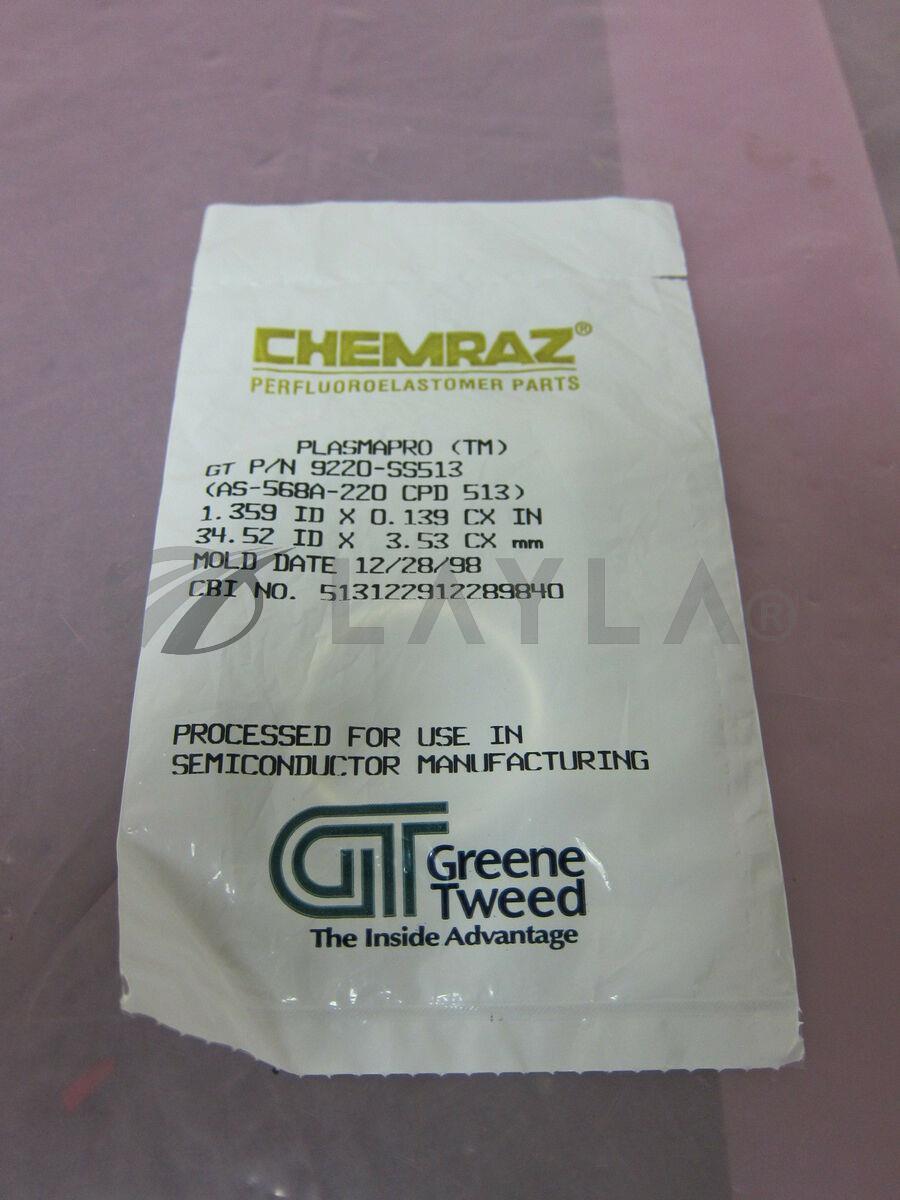 CHEMRAZ®
PERFLUOROELASTOMER PARTS
PLASMAPRO (TM)
GT P/N 9220-SS513
(AS-568A-220 CPD 513)
1.359 ID X 0.139 CX IN
34.52 ID X 3.53 CX mm
MOLD DATE 12/28/98
CBI NO. 513122912289840
LAYLA®
PROCESSED FOR USE IN
SEMICONDUCTOR MANUFACTURING
GT Greene
Tweed
The Inside Advantage